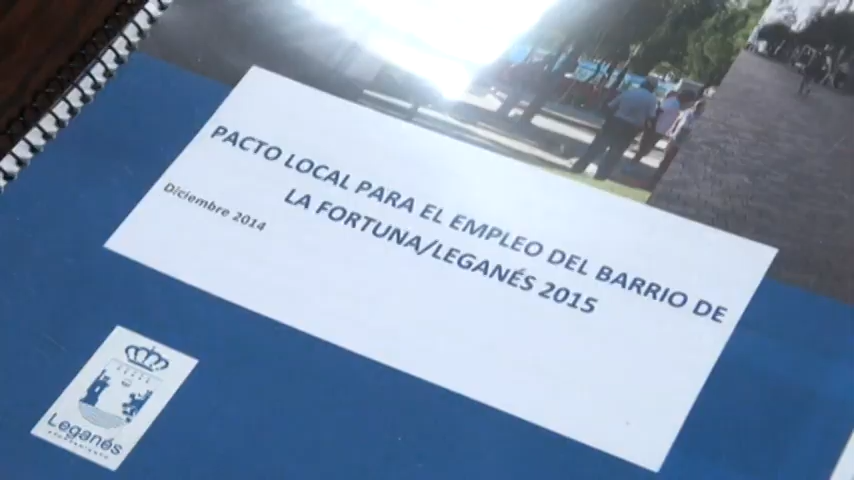 PACTO LOCAL PARA EL EMPLEO DEL BARRIO DE
LA FORTUNA/LEGANÉS 2015
Diciembre 2014
Leganés